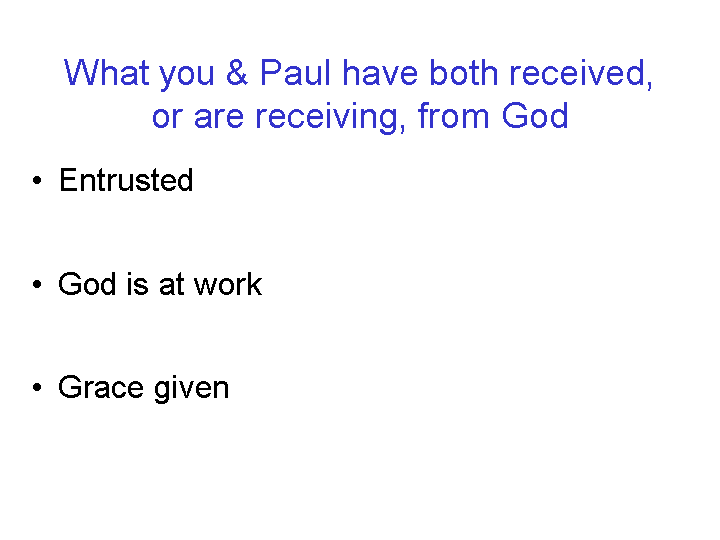 What you & Paul have both received,
or are receiving, from God
• Entrusted
• God is at work
• Grace given